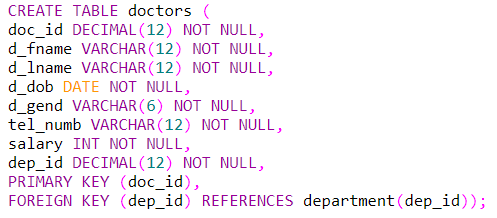 CREATE TABLE doctors (
doc_id DECIMAL(12) NOT NULL,
d_fname VARCHAR(12) NOT NULL,
d_lname VARCHAR(12) NOT NULL,
d_dob DATE NOT NULL,
d_gend VARCHAR(6) NOT NULL,
tel_numb VARCHAR(12) NOT NULL,
salary INT NOT NULL,
dep_id DECIMAL(12) NOT NULL,
PRIMARY KEY (doc_id),
FOREIGN KEY (dep_id) REFERENCES department(dep_id));